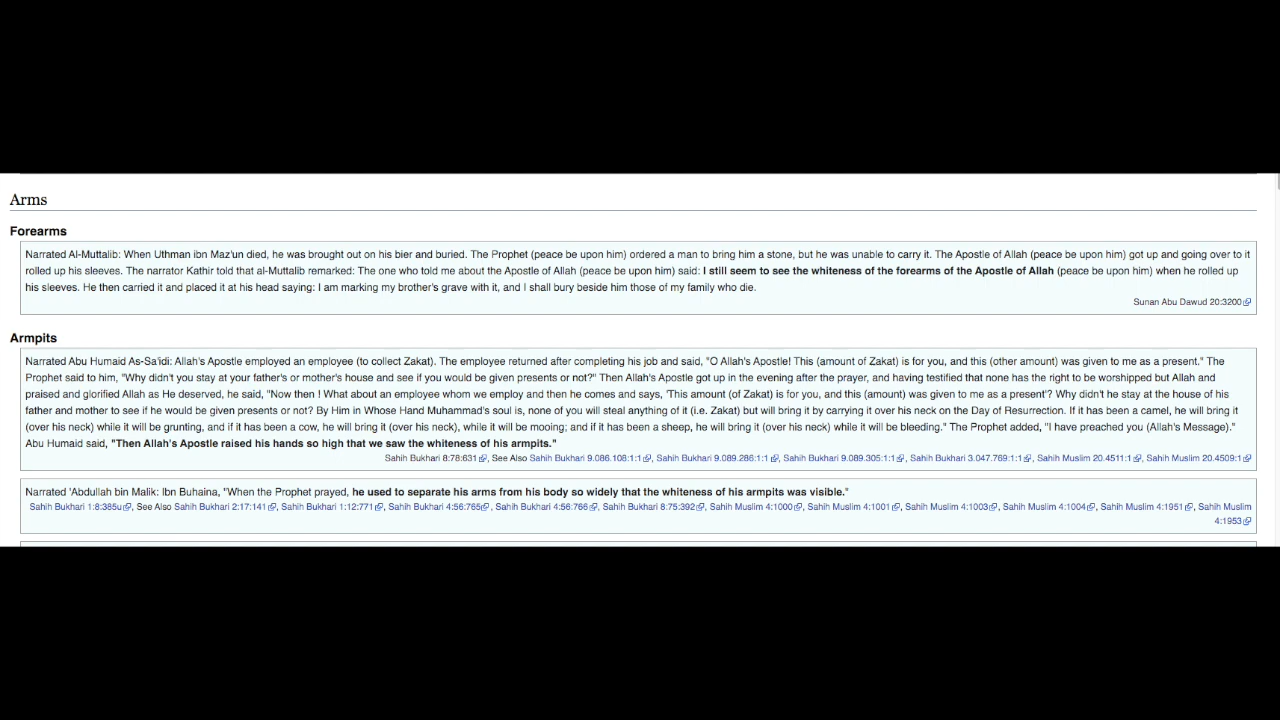 Arms
Forearms
Narrated Al-Muttalib: When Uthman ibn Maz'un died, he was brought out on his bier and buried. The Prophet (peace be upon him) ordered a man to bring him a stone, but he was unable to carry it. The Apostle of Allah (peace be upon him) got up and going over to it
rolled up his sleeves. The narrator Kathir told that al-Muttalib remarked: The one who told me about the Apostle of Allah (peace be upon him) said: I still seem to see the whiteness of the forearms of the Apostle of Allah (peace be upon him) when he rolled up
his sleeves. He then carried it and placed it at his head saying: I am marking my brother's grave with it, and I shall bury beside him those of my family who die.
Sunan Abu Dawud 20:3200
Armpits
Narrated Abu Humaid As-Sa'idi: Allah's Apostle employed an employee (to collect Zakat). The employee returned after completing his job and said, "O Allah's Apostle! This (amount of Zakat) is for you, and this (other amount) was given to me as a present." The
Prophet said to him, "Why didn't you stay at your father's or mother's house and see if you would be given presents or not?" Then Allah's Apostle got up in the evening after the prayer, and having testified that none has the right to be worshipped but Allah and
praised and glorified Allah as He deserved, he said, "Now then ! What about an employee whom we employ and then he comes and says, 'This amount (of Zakat) is for you, and this (amount) was given to me as a present'? Why didn't he stay at the house of his
father and mother to see if he would be given presents or not? By Him in Whose Hand Muhammad's soul is, none of you will steal anything of it (i.e. Zakat) but will bring it by carrying it over his neck on the Day of Resurrection. If it has been a camel, he will bring it
(over his neck) while it will be grunting, and if it has been a cow, he will bring it (over his neck), while it will be mooing; and if it has been a sheep, he will bring it (over his neck) while it will be bleeding." The Prophet added, "I have preached you (Allah's Message)."
Abu Humaid said, "Then Allah's Apostle raised his hands so high that we saw the whiteness of his armpits."
Sahih Bukhari 8:78:631, See Also Sahih Bukhari 9.086.108:1:1, Sahih Bukhari 9.089.286:1:1, Sahih Bukhari 9.089.305:1:1, Sahih Bukhari 3.047.769:1:1, Sahih Muslim 20.4511:1, Sahih Muslim 20.4509:1
Narrated 'Abdullah bin Malik: Ibn Buhaina, "When the Prophet prayed, he used to separate his arms from his body so widely that the whiteness of his armpits was visible."
Sahih Bukhari 1:8:385u, See Also Sahih Bukhari 2:17:141, Sahih Bukhari 1:12:771, Sahih Bukhari 4:56:765, Sahih Bukhari 4:56:766, Sahih Bukhari 8:75:392, Sahih Muslim 4:1000, Sahih Muslim 4:1001, Sahih Muslim 4:1003, Sahih Muslim 4:1004, Sahih Muslim 4:1951, Sahih Muslim
4:1953